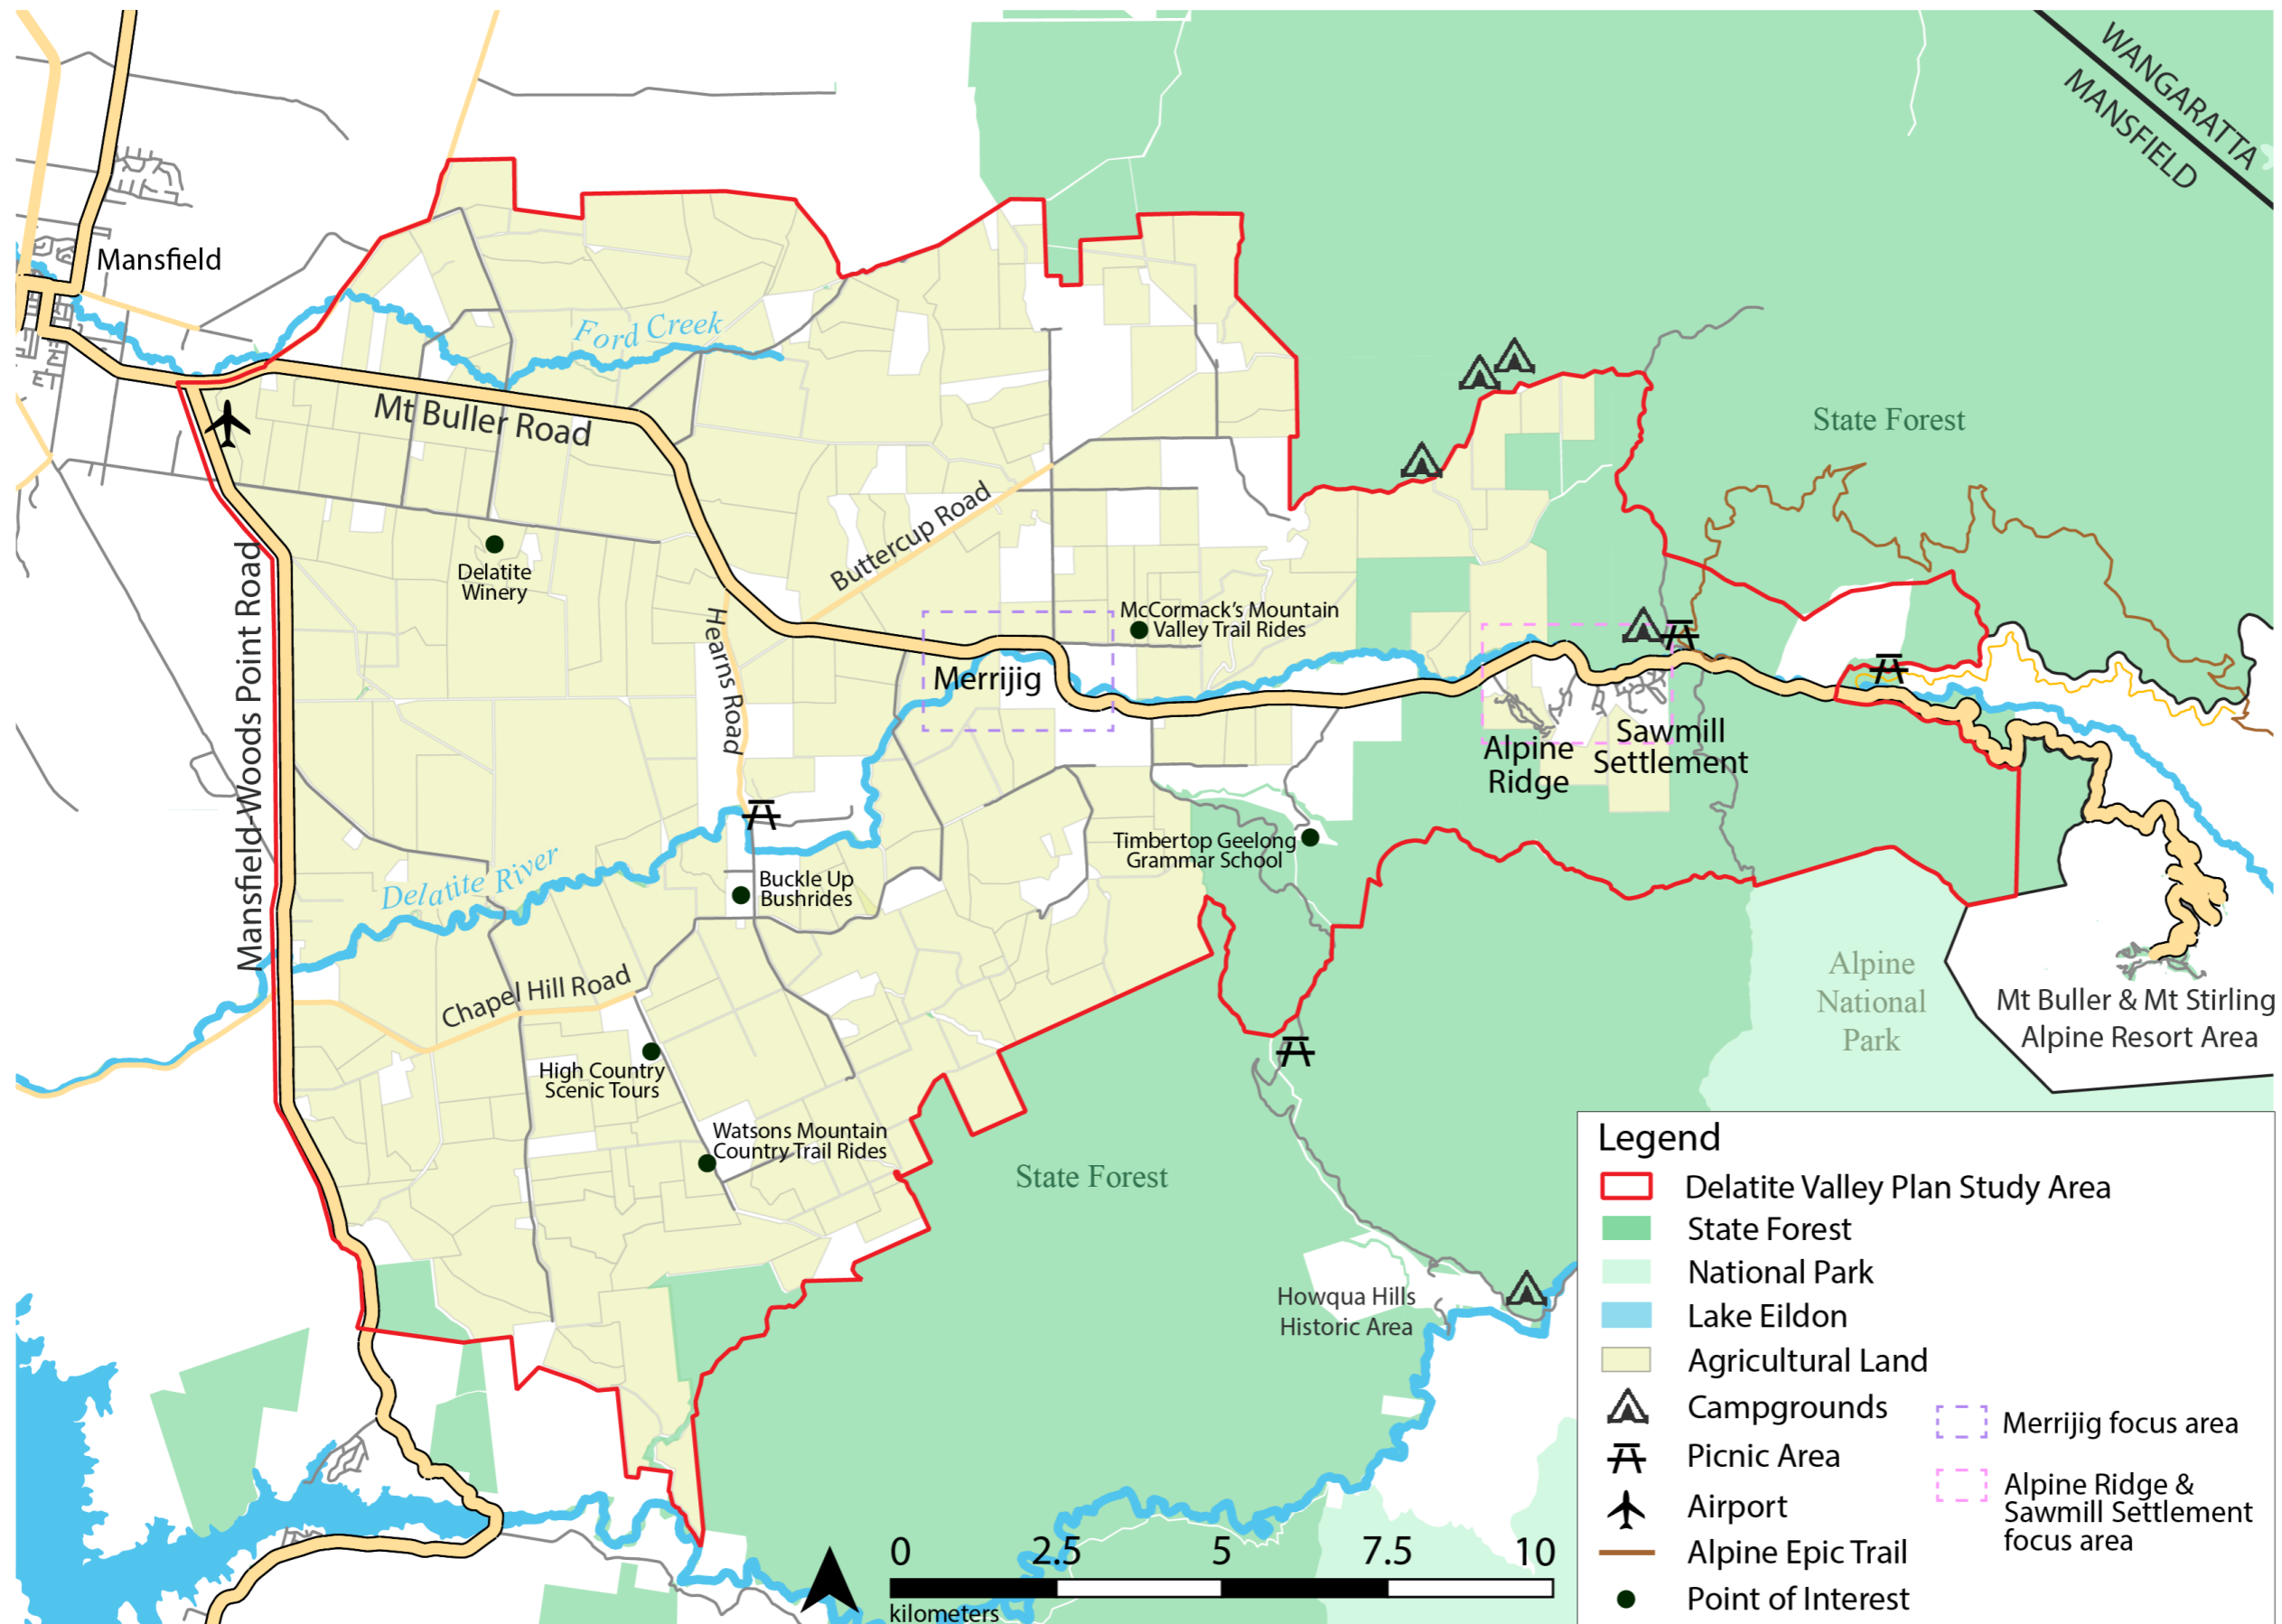 WANGARATTA
MANSFIELD
Mansfield
Ford Creek
Mt Buller Road
State Forest
Buttercup Road
Delatite
Winery
Mansfield-Woods Point Road
Hearns Road
McCormack's Mountain
Valley Trail Rides
Merrijig
Alpine
Ridge
Sawmill
Settlement
Timbertop Geelong
Grammar School
Delatite River
Buckle Up
Bushrides
Chapel Hill Road
Alpine
National
Park
Mt Buller & Mt Stirling
Alpine Resort Area
High Country
Scenic Tours
Watsons Mountain
Country Trail Rides
State Forest
Howqua Hills
Historic Area
Legend
Delatite Valley Plan Study Area
State Forest
National Park
Lake Eildon
Agricultural Land
Campgrounds
Picnic Area
Airport
Alpine Epic Trail
Point of Interest
Merrijig focus area
Alpine Ridge &
Sawmill Settlement
focus area
0 2.5 5 7.5 10
kilometers